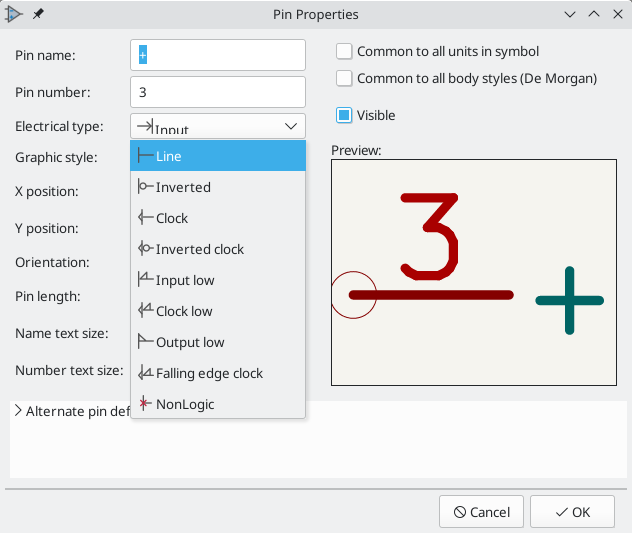 Pin Properties
Pin name:
+
Common to all units in symbol
Pin number:
3
Common to all body styles (De Morgan)
Electrical type:
Input
Visible
Graphic style:
Line
Preview:
X position:
Inverted
Y position:
Clock
Orientation:
Inverted clock
Pin length:
Input low
Name text size:
Clock low
Number text size:
Output low
Falling edge clock
NonLogic
3
+
Alternate pin def
Cancel
OK